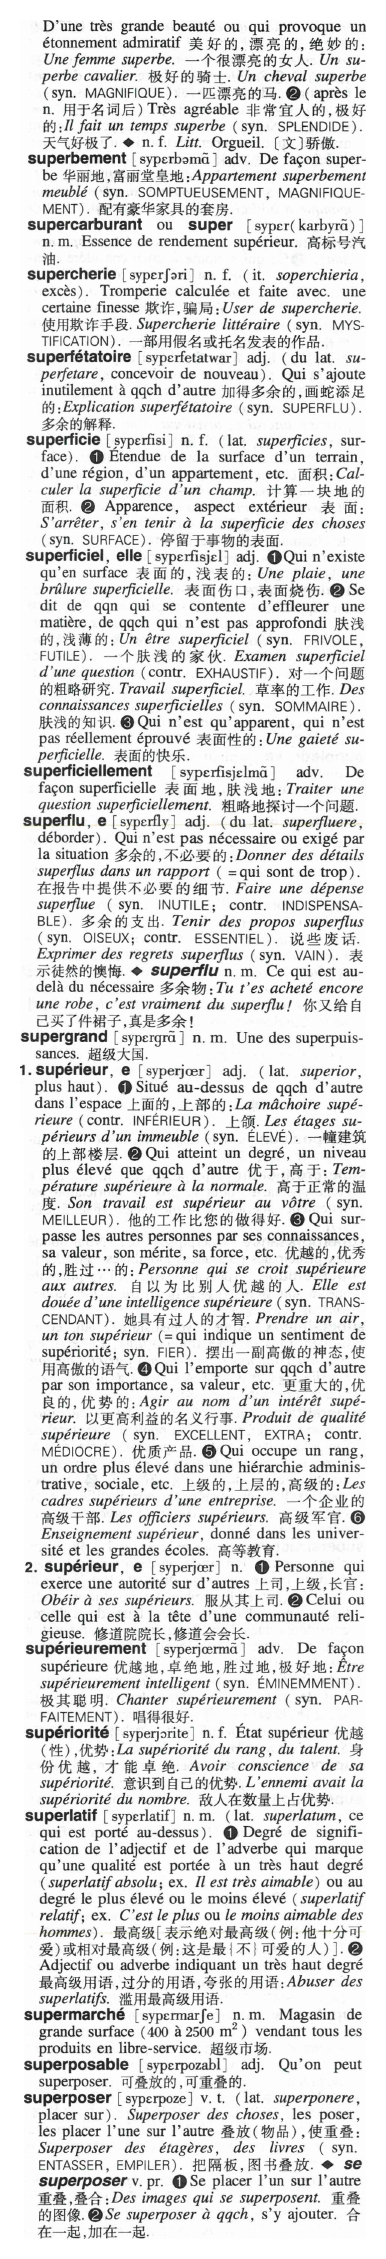 D'une très grande beauté ou qui provoque un
étonnement admiratif 美好的,漂亮的,绝妙的:
Une femme superbe. 一个很漂亮的女人. Un su-
perbe cavalier. 极好的骑士. Un cheval superbe
(syn. MAGNIFIQUE). 一匹漂亮的马. ❷ (après le
n. 用于名词后) Très agréable 非常宜人的,极好
的:Il fait un temps superbe (syn. SPLENDIDE).
天气好极了. ◆ n. f. Litt. Orgueil. [文]骄傲.
superbement [sypɛrbəmɑ̃] adv. De façon super-
be 华丽地,富丽堂皇地:Appartement superbement
meublé (syn. SOMPTUEUSEMENT, MAGNIFIQUE-
MENT). 配有豪华家具的套房.
supercarburant ou super [sypɛr(karbyrɑ̃)]
n. m. Essence de rendement supérieur. 高标号汽
油.
supercherie [sypɛrʃəri] n. f. (it. soperchieria,
excès). Tromperie calculée et faite avec. une
certaine finesse 欺诈,骗局:User de supercherie.
使用欺诈手段. Supercherie littéraire (syn. MYS-
TIFICATION). 一部用假名或托名发表的作品.
superfétatoire [sypɛrfetatwar] adj. (du lat. su-
perfetare, concevoir de nouveau). Qui s'ajoute
inutilement à qqch d'autre 加得多余的,画蛇添足
的:Explication superfétatoire (syn. SUPERFLU).
多余的解释.
superficie [sypɛrfisi] n. f. (lat. superficies, sur-
face). ❶ Étendue de la surface d'un terrain,
d'une région, d'un appartement, etc. 面积:Cal-
culer la superficie d'un champ. 计算一块地的
面积. ❷ Apparence, aspect extérieur 表面:
S'arrêter, s'en tenir à la superficie des choses
(syn. SURFACE). 停留于事物的表面.
superficiel, elle [sypɛrfisjɛl] adj. ❶Qui n'existe
qu'en surface 表面的,浅表的: Une plaie, une
brûlure superficielle. 表面伤口,表面烧伤. ❷ Se
dit de qqn qui se contente d'effleurer une
matière, de qqch qui n'est pas approfondi 肤浅
的,浅薄的: Un être superficiel (syn. FRIVOLE,
FUTILE). 一个肤浅的家伙. Examen superficiel
d'une question (contr. EXHAUSTIF). 对一个问题
的粗略研究. Travail superficiel. 草率的工作. Des
connaissances superficielles (syn. SOMMAIRE).
肤浅的知识. ❸ Qui n'est qu'apparent, qui n'est
pas réellement éprouvé 表面性的:Une gaieté su-
perficielle. 表面的快乐.
superficiellement [sypɛrfisjɛlmɑ̃] adv. De
façon superficielle 表面地,肤浅地: Traiter une
question superficiellement. 粗略地探讨一个问题.
superflu, e [sypɛrfly] adj. (du lat. superfluere,
déborder). Qui n'est pas nécessaire ou exigé par
la situation 多余的,不必要的:Donner des détails
superflus dans un rapport (=qui sont de trop).
在报告中提供不必要的细节. Faire une dépense
superflue (syn. INUTILE; contr. INDISPENSA-
BLE). 多余的支出. Tenir des propos superflus
(syn. OISEUX; contr. ESSENTIEL). 说些废话.
Exprimer des regrets superflus (syn. VAIN). 表
示徒然的懊悔. ◆ superflu n. m. Ce qui est au-
delà du nécessaire 多余物:Tu t'es acheté encore
une robe, c'est vraiment du superflu! 你又给自
己买了件裙子,真是多余!
supergrand [sypɛrgrɑ̃] n. m. Une des superpuis-
sances. 超级大国.
1. supérieur, e [syperjœr] adj. (lat. superior,
plus haut). ❶ Situé au-dessus de qqch d'autre
dans l'espace 上面的,上部的:La mâchoire supé-
rieure (contr. INFÉRIEUR). 上颌. Les étages su-
périeurs d'un immeuble (syn. ÉLEVÉ). 一幢建筑
的上部楼层. ❷ Qui atteint un degré, un niveau
plus élevé que qqch d'autre 优于,高于: Tem-
pérature supérieure à la normale. 高于正常的温
度. Son travail est supérieur au vôtre (syn.
MEILLEUR). 他的工作比您的做得好. ❸ Qui sur-
passe les autres personnes par ses connaissances,
sa valeur, son mérite, sa force, etc. 优越的,优秀
的,胜过…的: Personne qui se croit supérieure
aux autres. 自以为比别人优越的人. Elle est
douée d'une intelligence supérieure (syn. TRANS-
CENDANT). 她具有过人的才智. Prendre un air,
un ton supérieur (=qui indique un sentiment de
supériorité; syn. FIER). 摆出一副高傲的神态,使
用高傲的语气. ❹ Qui l'emporte sur qqch d'autre
par son importance, sa valeur, etc. 更重大的,优
良的,优势的: Agir au nom d'un intérêt supé-
rieur. 以更高利益的名义行事. Produit de qualité
supérieure (syn. EXCELLENT, EXTRA; contr.
MÉDIOCRE). 优质产品. ❺ Qui occupe un rang,
un ordre plus élevé dans une hiérarchie adminis-
trative, sociale, etc. 上级的,上层的,高级的:Les
cadres supérieurs d'une entreprise. 一个企业的
高级干部. Les officiers supérieurs. 高级军官. ❻
Enseignement supérieur, donné dans les univer-
sité et les grandes écoles. 高等教育.
2. supérieur, e [syperjœr] n. ❶ Personne qui
exerce une autorité sur d'autres 上司,上级,长官:
Obéir à ses supérieurs. 服从其上司. ❷ Celui ou
celle qui est à la tête d'une communauté reli-
gieuse. 修道院院长,修道会会长.
supérieurement [syperjœrmɑ̃] adv. De façon
supérieure 优越地,卓绝地,胜过地,极好地: Être
supérieurement intelligent (syn. ÉMINEMMENT).
极其聪明. Chanter supérieurement (syn. PAR-
FAITEMENT). 唱得很好.
supériorité [syperjɔrite] n. f. État supérieur 优越
(性),优势:La supériorité du rang, du talent. 身
份优越,才能卓绝. Avoir conscience de sa
supériorité. 意识到自己的优势. L'ennemi avait la
supériorité du nombre. 敌人在数量上占优势.
superlatif [sypɛrlatif] n. m. (lat. superlatum, ce
qui est porté au-dessus). ❶ Degré de signifi-
cation de l'adjectif et de l'adverbe qui marque
qu'une qualité est portée à un très haut degré
(superlatif absolu; ex. Il est très aimable) ou au
degré le plus élevé ou le moins élevé (superlatif
relatif; ex. C'est le plus ou le moins aimable des
hommes). 最高级[表示绝对最高级(例:他十分可
爱)或相对最高级(例:这是最{不}可爱的人)]. ❷
Adjectif ou adverbe indiquant un très haut degré
最高级用语,过分的用语,夸张的用语:Abuser des
superlatifs. 滥用最高级用语.
supermarché [sypɛrmarʃe] n. m. Magasin de
grande surface (400 à 2500 m²) vendant tous les
produits en libre-service. 超级市场.
superposable [sypɛrpozabl] adj. Qu'on peut
superposer. 可叠放的,可重叠的.
superposer [sypɛrpoze] v. t. (lat. superponere,
placer sur). Superposer des choses, les poser,
les placer l'une sur l'autre 叠放(物品),使重叠:
Superposer des étagères, des livres (syn.
ENTASSER, EMPILER). 把隔板,图书叠放. ◆ se
superposer v. pr. ❶ Se placer l'un sur l'autre
重叠,叠合:Des images qui se superposent. 重叠
的图像. ❷ Se superposer à qqch, s'y ajouter. 合
在一起,加在一起.